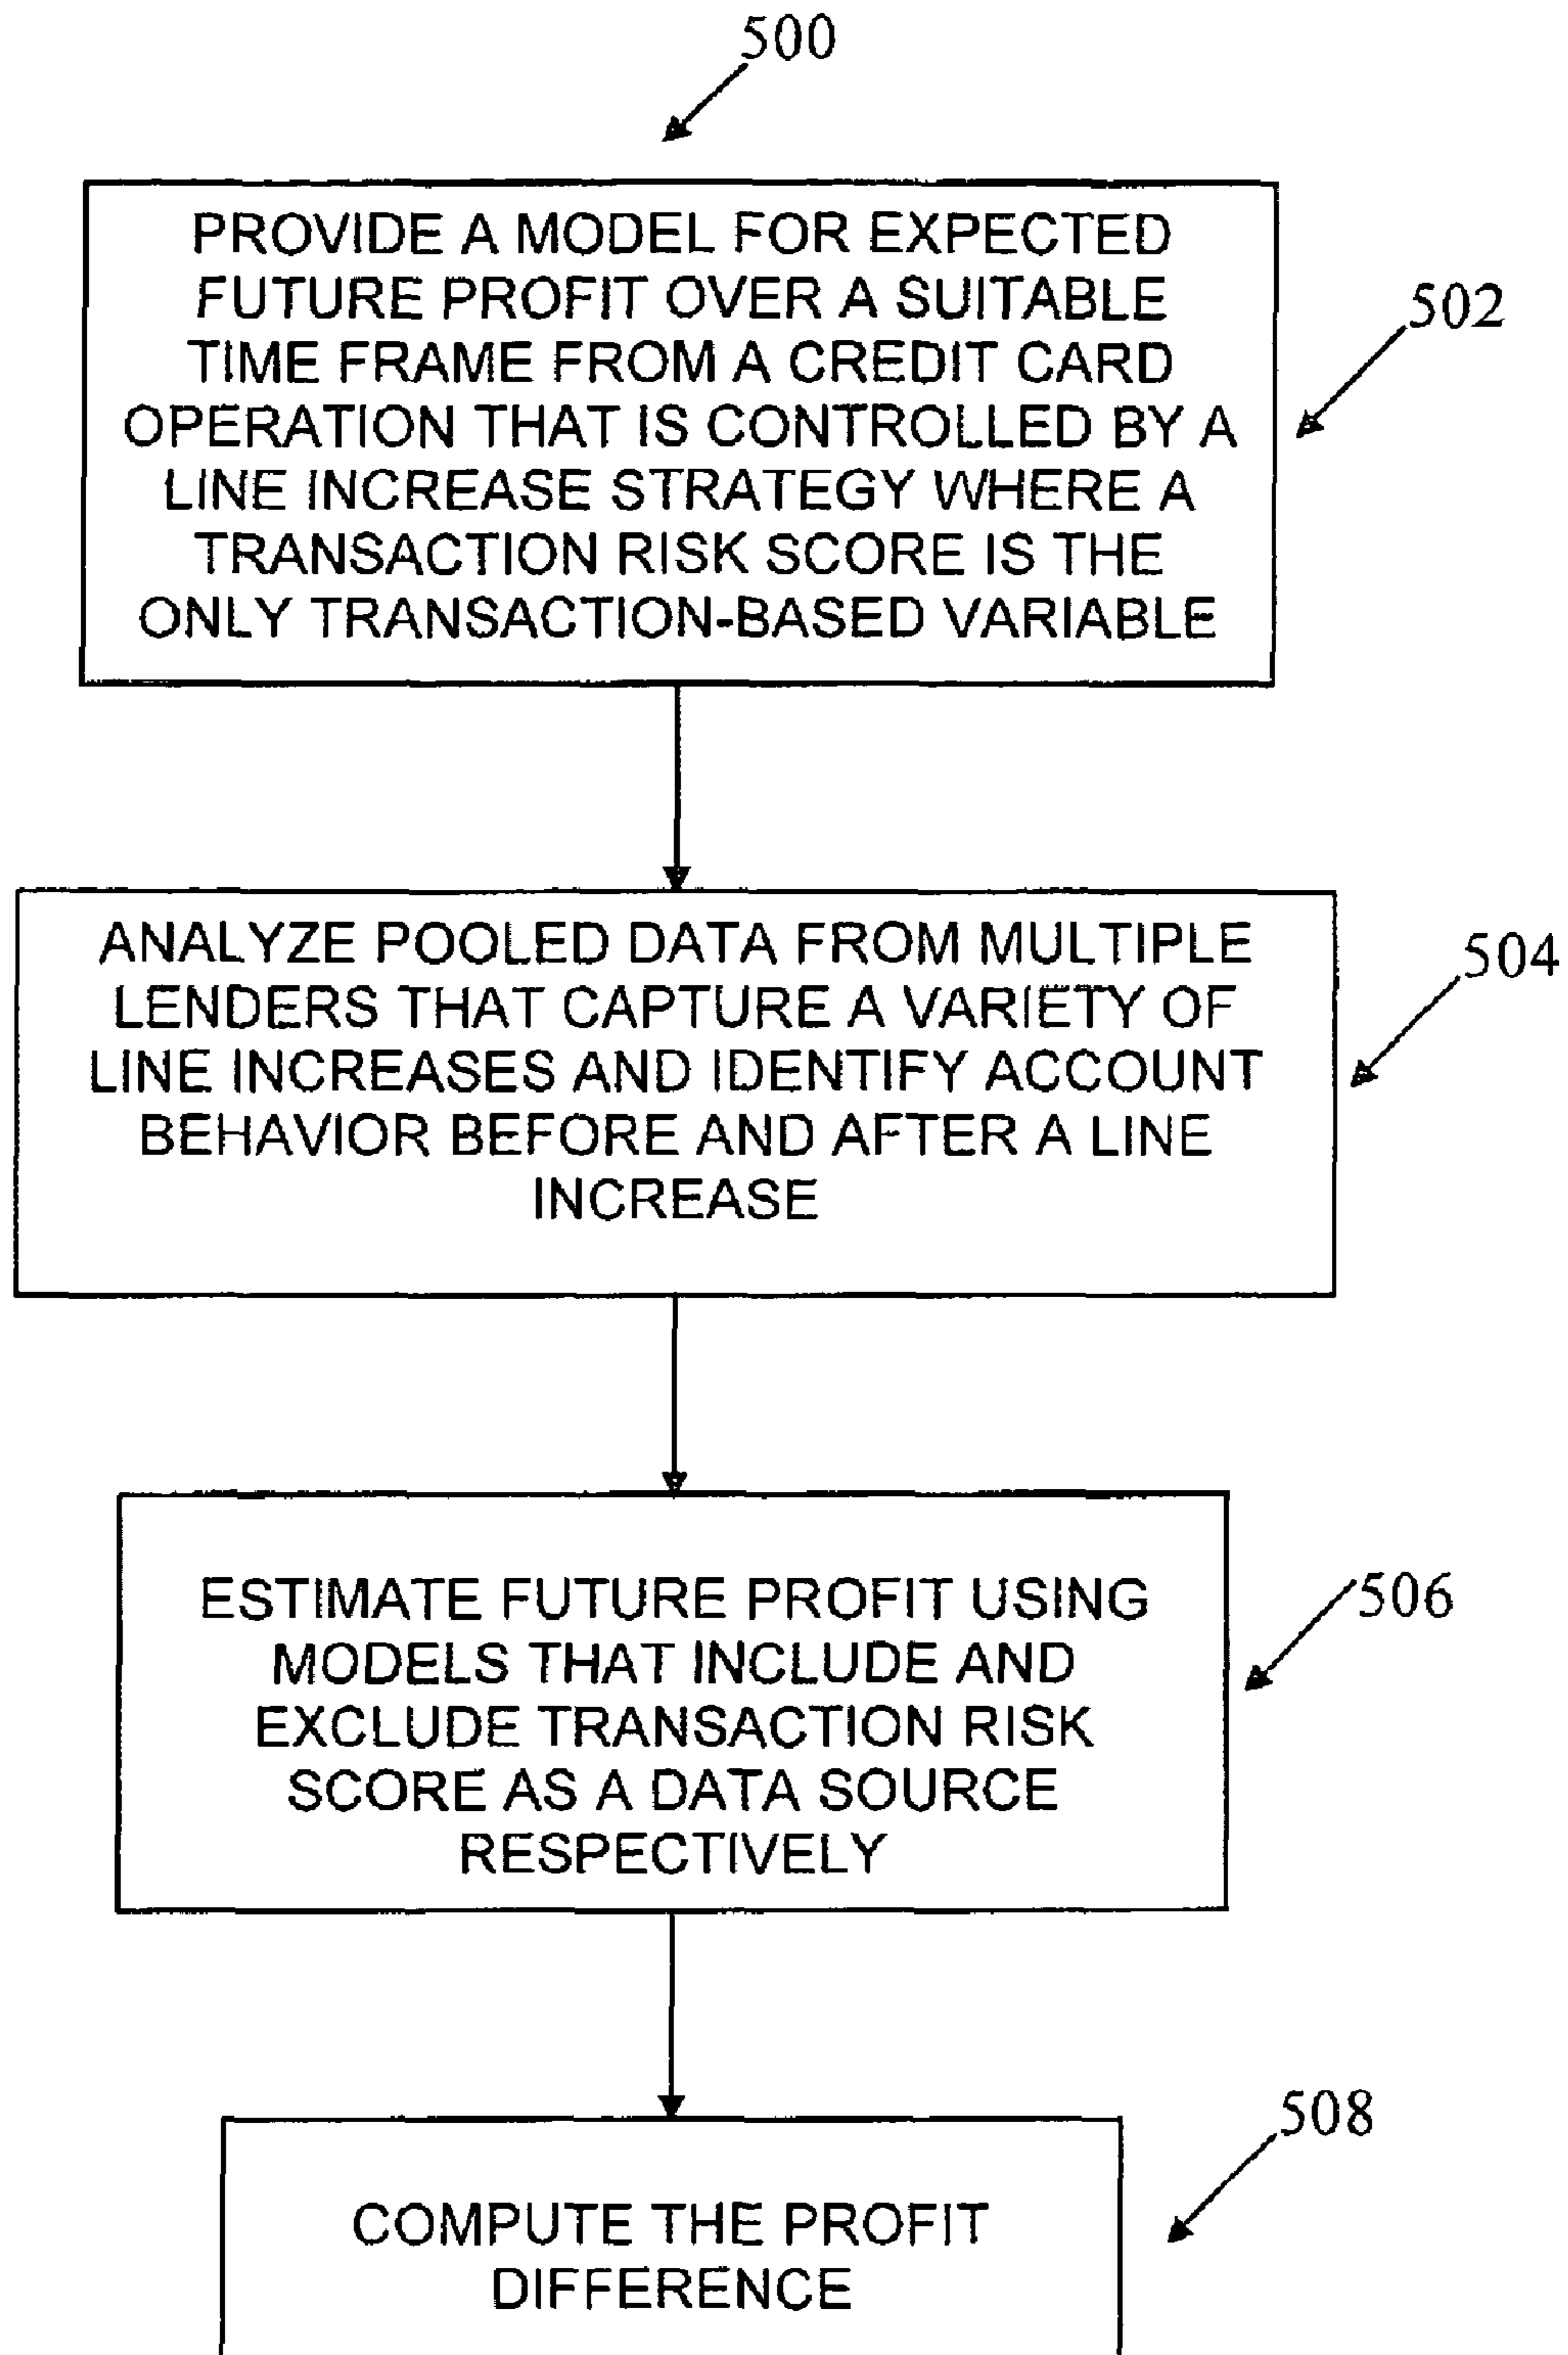 500
PROVIDE A MODEL FOR EXPECTED
FUTURE PROFIT OVER A SUITABLE
TIME FRAME FROM A CREDIT CARD
OPERATION THAT IS CONTROLLED BY A
LINE INCREASE STRATEGY WHERE A
TRANSACTION RISK SCORE IS THE
ONLY TRANSACTION-BASED VARIABLE
502
ANALYZE POOLED DATA FROM MULTIPLE
LENDERS THAT CAPTURE A VARIETY OF
LINE INCREASES AND IDENTIFY ACCOUNT
BEHAVIOR BEFORE AND AFTER A LINE
INCREASE
504
ESTIMATE FUTURE PROFIT USING
MODELS THAT INCLUDE AND
EXCLUDE TRANSACTION RISK
SCORE AS A DATA SOURCE
RESPECTIVELY
506
COMPUTE THE PROFIT
DIFFERENCE
508